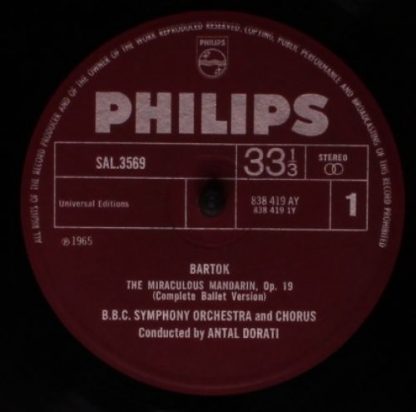 ALL RIGHTS OF THE RECORD PRODUCER AND OF THE OWNER OF THE WORK REPRODUCED RESERVED. COPYING, PUBLIC PERFORMANCE AND BROADCASTING OF THIS RECORD PROHIBITED
PHILIPS
PHILIPS
SAL.3569
33 1/3
STEREO
Universal Editions
838 419 AY
838 419 1Y
1
℗ 1965
BARTOK
THE MIRACULOUS MANDARIN, Op. 19
(Complete Ballet Version)
B.B.C. SYMPHONY ORCHESTRA and CHORUS
Conducted by ANTAL DORATI